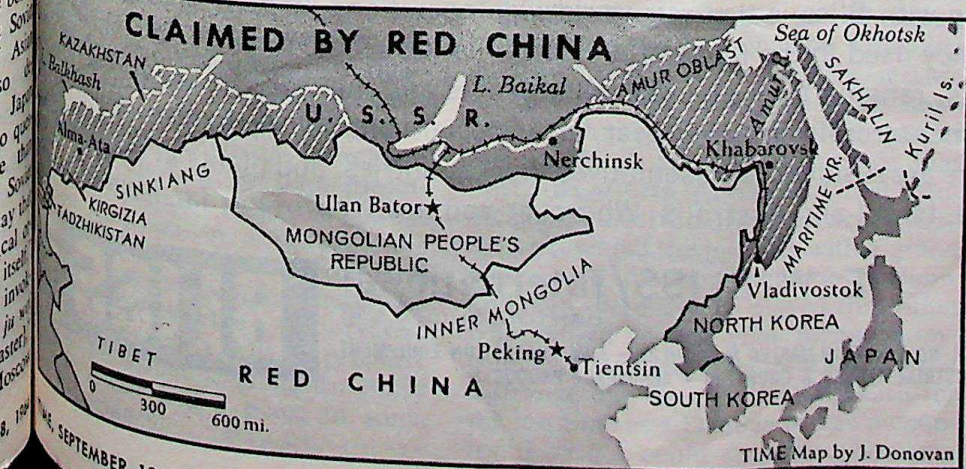 CLAIMED BY RED CHINA
Sea of Okhotsk
KAZAKHSTAN
L. Balkhash
L. Baikal
AMUR OBLAST
Amur R.
SAKHALIN
Kuril Is.
U. S. S. R.
Alma-Ata
Nerchinsk
Khabarovsk
SINKIANG
KIRGIZIA
TADZHIKISTAN
Ulan Bator
MONGOLIAN PEOPLE'S
REPUBLIC
MARITIME KR.
INNER MONGOLIA
Vladivostok
NORTH KOREA
JAPAN
Peking
Tientsin
TIBET
RED CHINA
SOUTH KOREA
0
300
600 mi.
TIME Map by J. Donovan
SEPTEMBER